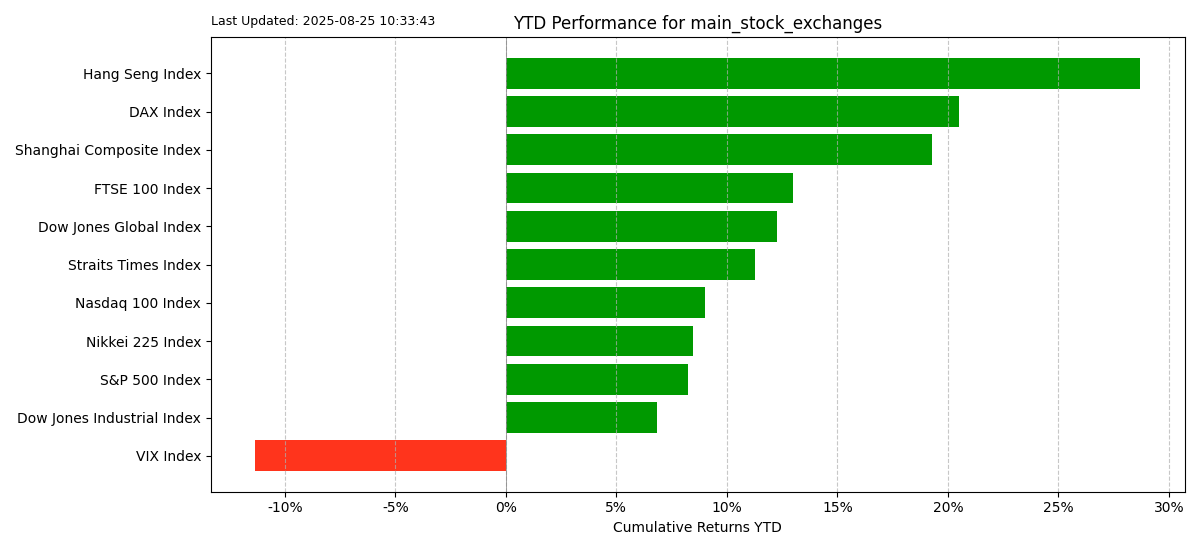 Last Updated: 2025-08-25 10:33:43
YTD Performance for main_stock_exchanges
Hang Seng Index
DAX Index
Shanghai Composite Index
FTSE 100 Index
Dow Jones Global Index
Straits Times Index
Nasdaq 100 Index
Nikkei 225 Index
S&P 500 Index
Dow Jones Industrial Index
VIX Index
-10% -5% 0% 5% 10% 15% 20% 25% 30%
Cumulative Returns YTD